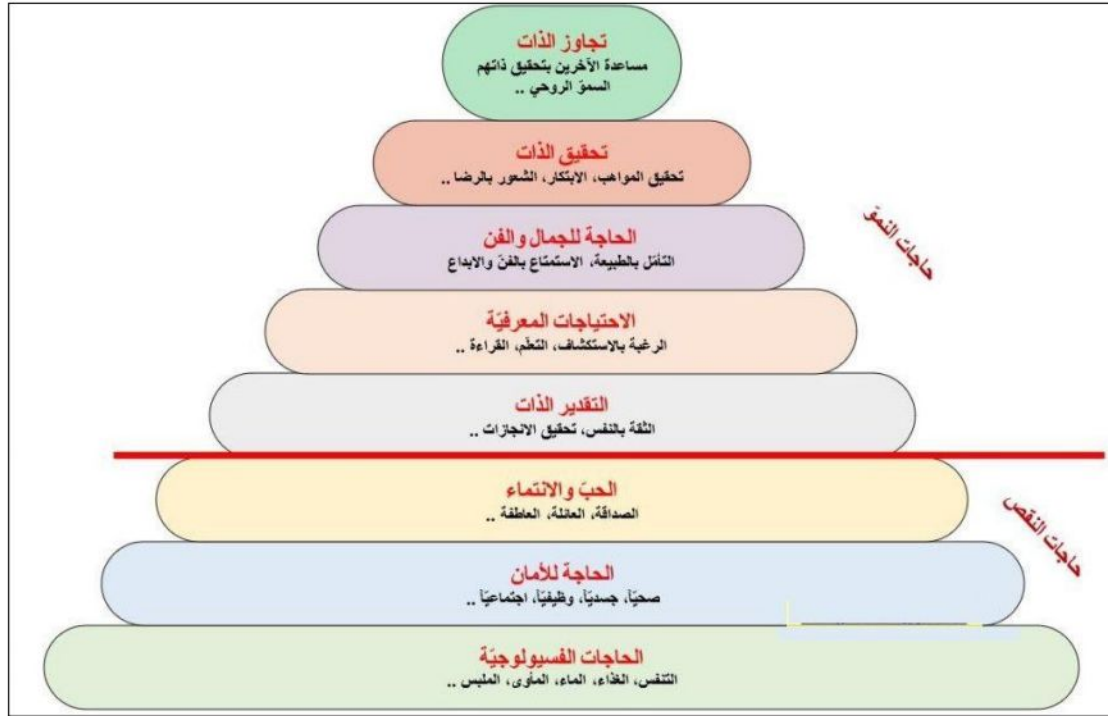 تجاوز الذات
مساعدة الآخرين بتحقيق ذاتهم
السموّ الروحي ..
تحقيق الذات
تحقيق المواهب، الابتكار، الشعور بالرضا ..
حاجات النموّ
الحاجة للجمال والفن
التأمّل بالطبيعة، الاستمتاع بالفنّ والابداع
الاحتياجات المعرفيّة
الرغبة بالاستكشاف، التعلّم، القراءة ..
التقدير الذات
الثقة بالنفس، تحقيق الانجازات ..
الحبّ والانتماء
الصداقة، العائلة، العاطفة ..
حاجات النقص
الحاجة للأمان
صحيّاً، جسديّاً، وظيفيّاً، اجتماعيّاً ..
الحاجات الفسيولوجيّة
التنفس، الغذاء، الماء، المأوى، الملبس ..